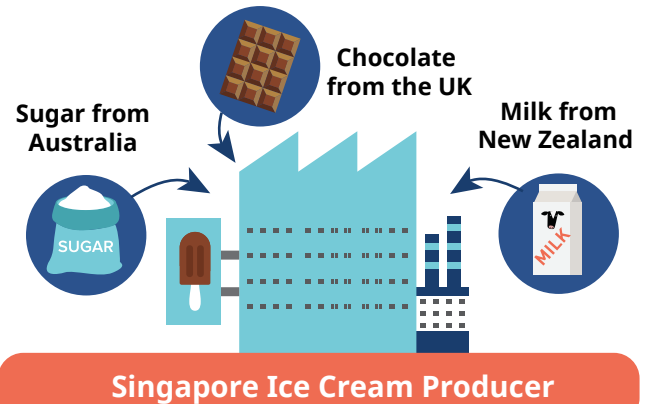 Chocolate
from the UK
Sugar from
Australia
Milk from
New Zealand
SUGAR
MILK
Singapore Ice Cream Producer